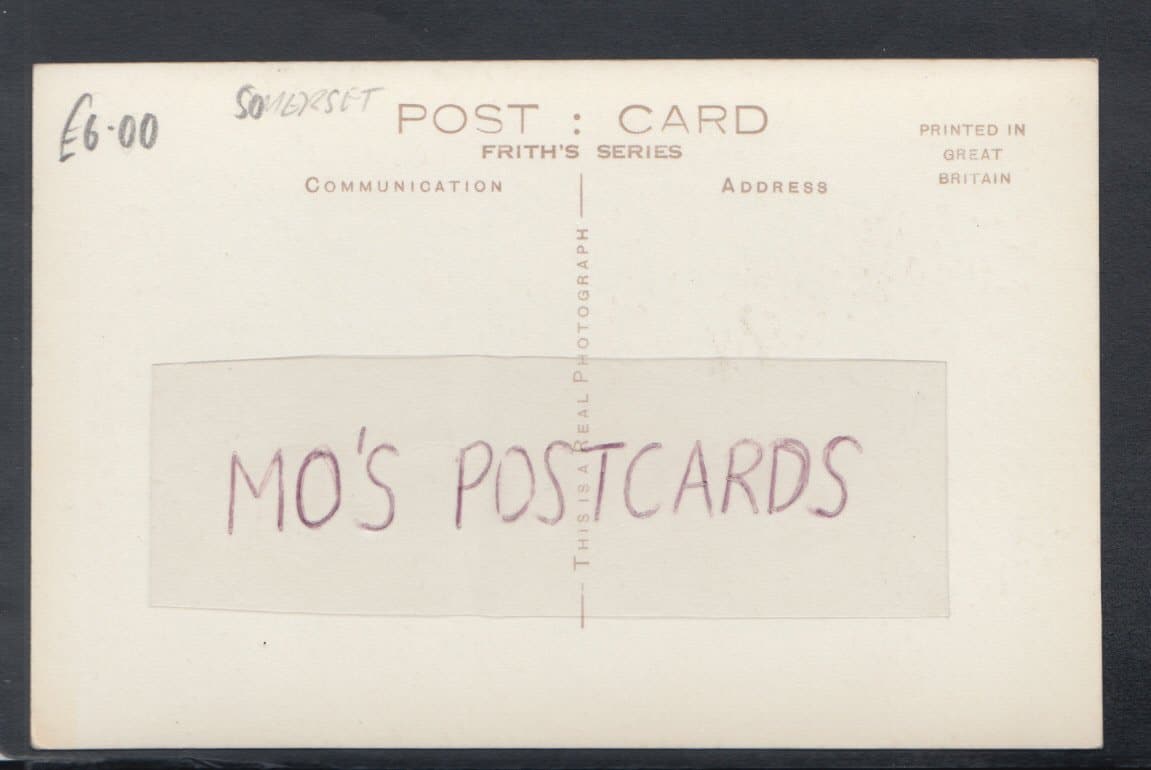 £6-00
SOMERSET
POST : CARD
FRITH'S SERIES
COMMUNICATION
ADDRESS
PRINTED IN
GREAT
BRITAIN
THIS IS A REAL PHOTOGRAPH
MO'S POSTCARDS